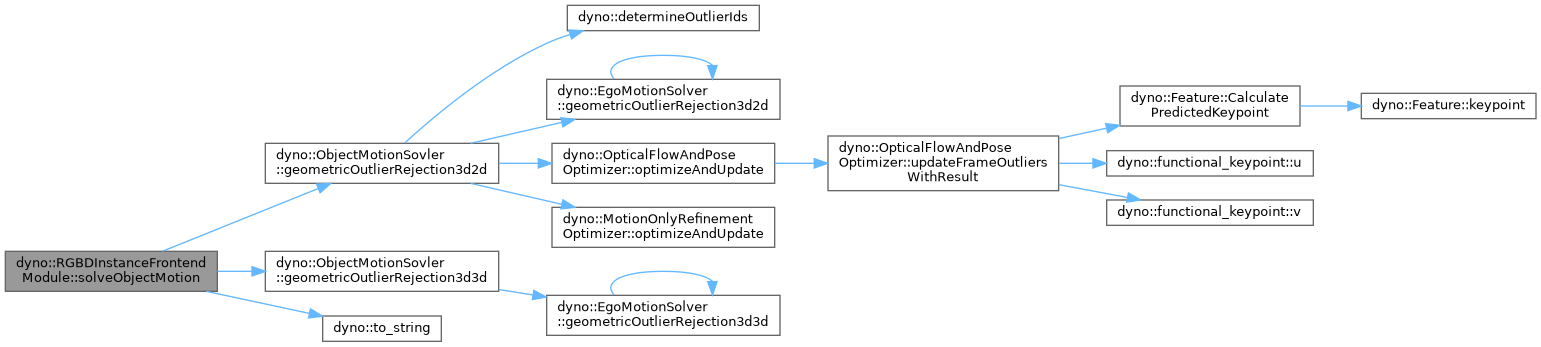 dyno::RGBDInstanceFrontend
Module::solveObjectMotion
dyno::ObjectMotionSovler
::geometricOutlierRejection3d2d
dyno::determineOutlierIds
dyno::EgoMotionSolver
::geometricOutlierRejection3d2d
dyno::OpticalFlowAndPose
Optimizer::optimizeAndUpdate
dyno::OpticalFlowAndPose
Optimizer::updateFrameOutliers
WithResult
dyno::Feature::Calculate
PredictedKeypoint
dyno::Feature::keypoint
dyno::functional_keypoint::u
dyno::functional_keypoint::v
dyno::MotionOnlyRefinement
Optimizer::optimizeAndUpdate
dyno::ObjectMotionSovler
::geometricOutlierRejection3d3d
dyno::EgoMotionSolver
::geometricOutlierRejection3d3d
dyno::to_string